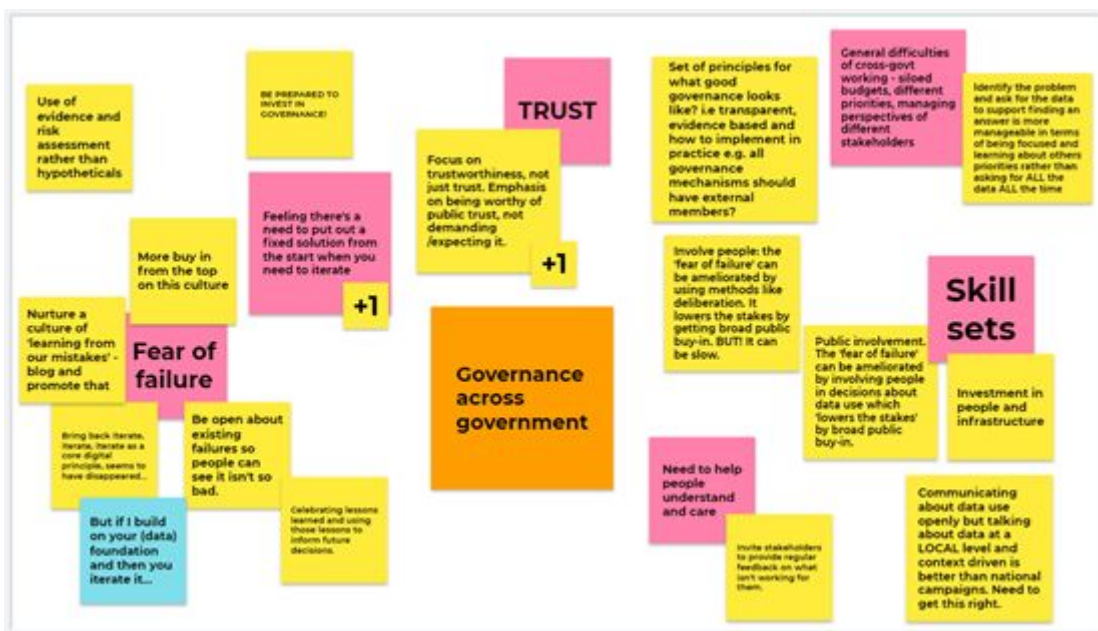 Use of
evidence and
risk
assessment
rather than
hypotheticals
BE PREPARED TO
INVEST IN
GOVERNANCE!
TRUST
Focus on
trustworthiness, not
just trust. Emphasis
on being worthy of
public trust, not
demanding
/expecting it.
+1
Set of principles for
what good
governance looks
like? i.e transparent,
evidence based and
how to implement in
practice e.g. all
governance
mechanisms should
have external
members?
General difficulties
of cross-govt
working - siloed
budgets, different
priorities, managing
perspectives of
different
stakeholders
Identify the problem
and ask for the data
to support finding an
answer is more
manageable in terms
of being focused and
learning about others
priorities rather than
asking for ALL the
data ALL the time
Feeling there's a
need to put out a
fixed solution from
the start when you
need to iterate
+1
More buy in
from the top
on this culture
Nurture a
culture of
'learning from
our mistakes' -
blog and
promote that
Fear of
failure
Bring back iterate,
iterate, iterate as a
core digital
principle, seems to
have disappeared...
Be open about
existing
failures so
people can
see it isn't so
bad.
But if I build
on your (data)
foundation
and then you
iterate it...
Celebrating lessons
learned and using
those lessons to
inform future
decisions.
Governance
across
government
Involve people: the
'fear of failure' can
be ameliorated by
using methods like
deliberation. It
lowers the stakes by
getting broad public
buy-in. BUT! It can
be slow.
Public involvement.
The 'fear of failure'
can be ameliorated
by involving people
in decisions about
data use which
'lowers the stakes'
by broad public
buy-in.
Skill
sets
Investment in
people and
infrastructure
Need to help
people
understand
and care
Invite stakeholders
to provide regular
feedback on what
isn't working for
them.
Communicating
about data use
openly but talking
about data at a
LOCAL level and
context driven is
better than national
campaigns. Need to
get this right.